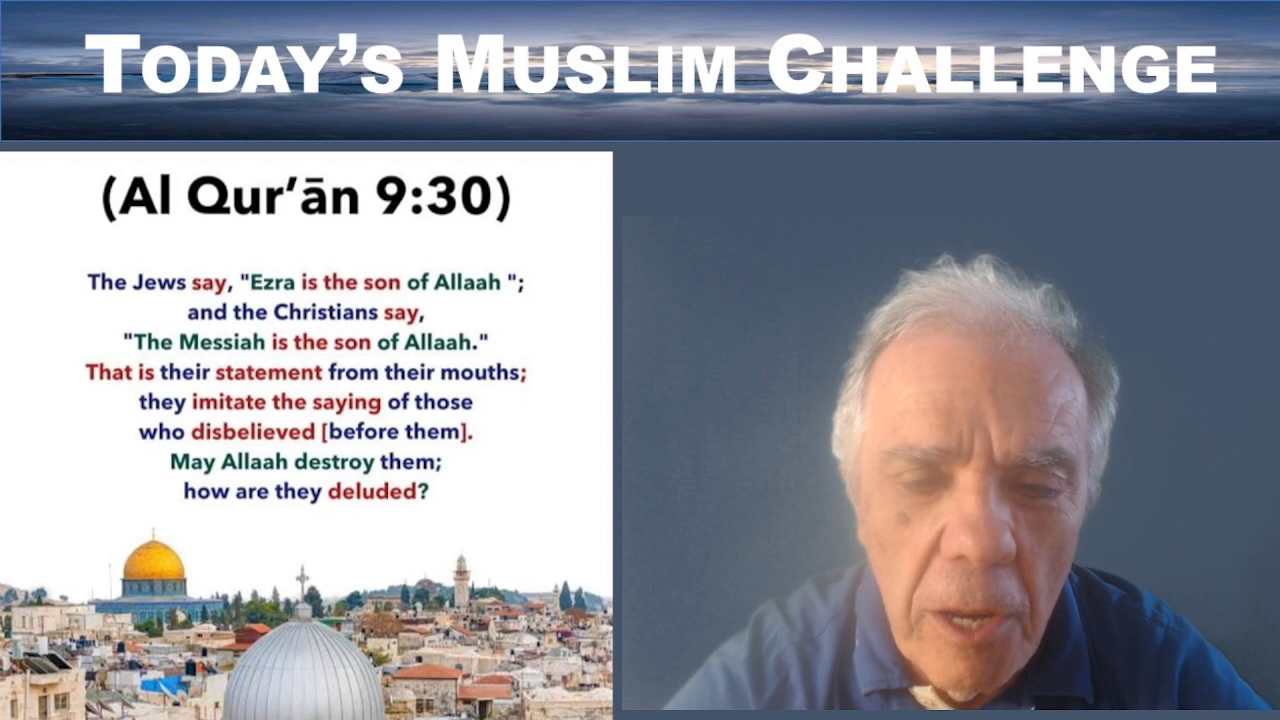 TODAY'S MUSLIM CHALLENGE
(Al Qur'ān 9:30)
The Jews say, "Ezra is the son of Allaah ";
and the Christians say,
"The Messiah is the son of Allaah."
That is their statement from their mouths;
they imitate the saying of those
who disbelieved [before them].
May Allaah destroy them;
how are they deluded?